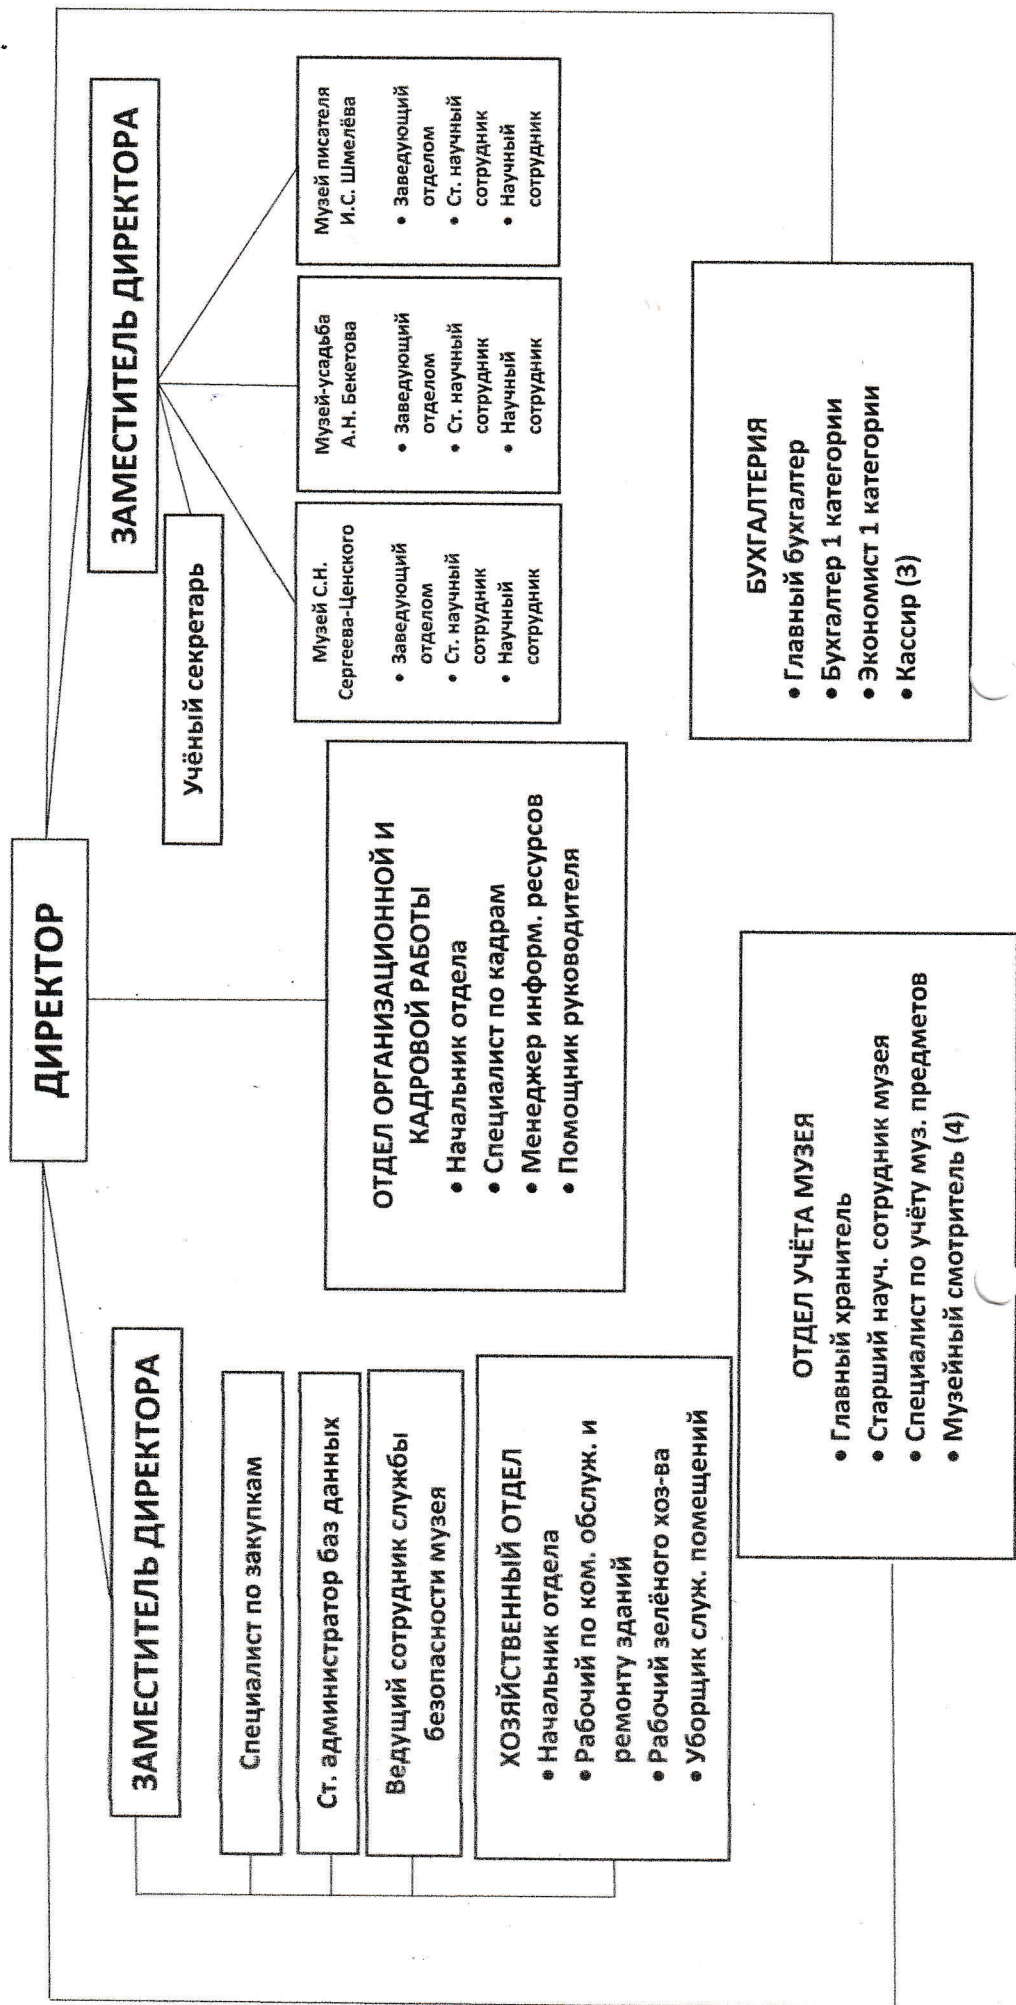 ДИРЕКТОР
ЗАМЕСТИТЕЛЬ ДИРЕКТОРА
Специалист по закупкам
Ст. администратор баз данных
Ведущий сотрудник службы
безопасности музея
ХОЗЯЙСТВЕННЫЙ ОТДЕЛ
• Начальник отдела
• Рабочий по ком. обслуж. и
ремонту зданий
• Рабочий зелёного хоз-ва
• Уборщик служ. помещений
ОТДЕЛ ОРГАНИЗАЦИОННОЙ И
КАДРОВОЙ РАБОТЫ
• Начальник отдела
• Специалист по кадрам
• Менеджер информ. ресурсов
• Помощник руководителя
ЗАМЕСТИТЕЛЬ ДИРЕКТОРА
Учёный секретарь
Музей С.Н.
Сергеева-Ценского
• Заведующий
отделом
• Ст. научный
сотрудник
• Научный
сотрудник
Музей-усадьба
А.Н. Бекетова
• Заведующий
отделом
• Ст. научный
сотрудник
• Научный
сотрудник
Музей писателя
И.С. Шмелёва
• Заведующий
отделом
• Ст. научный
сотрудник
• Научный
сотрудник
ОТДЕЛ УЧЁТА МУЗЕЯ
• Главный хранитель
• Старший науч. сотрудник музея
• Специалист по учёту муз. предметов
• Музейный смотритель (4)
БУХГАЛТЕРИЯ
• Главный бухгалтер
• Бухгалтер 1 категории
• Экономист 1 категории
• Кассир (3)